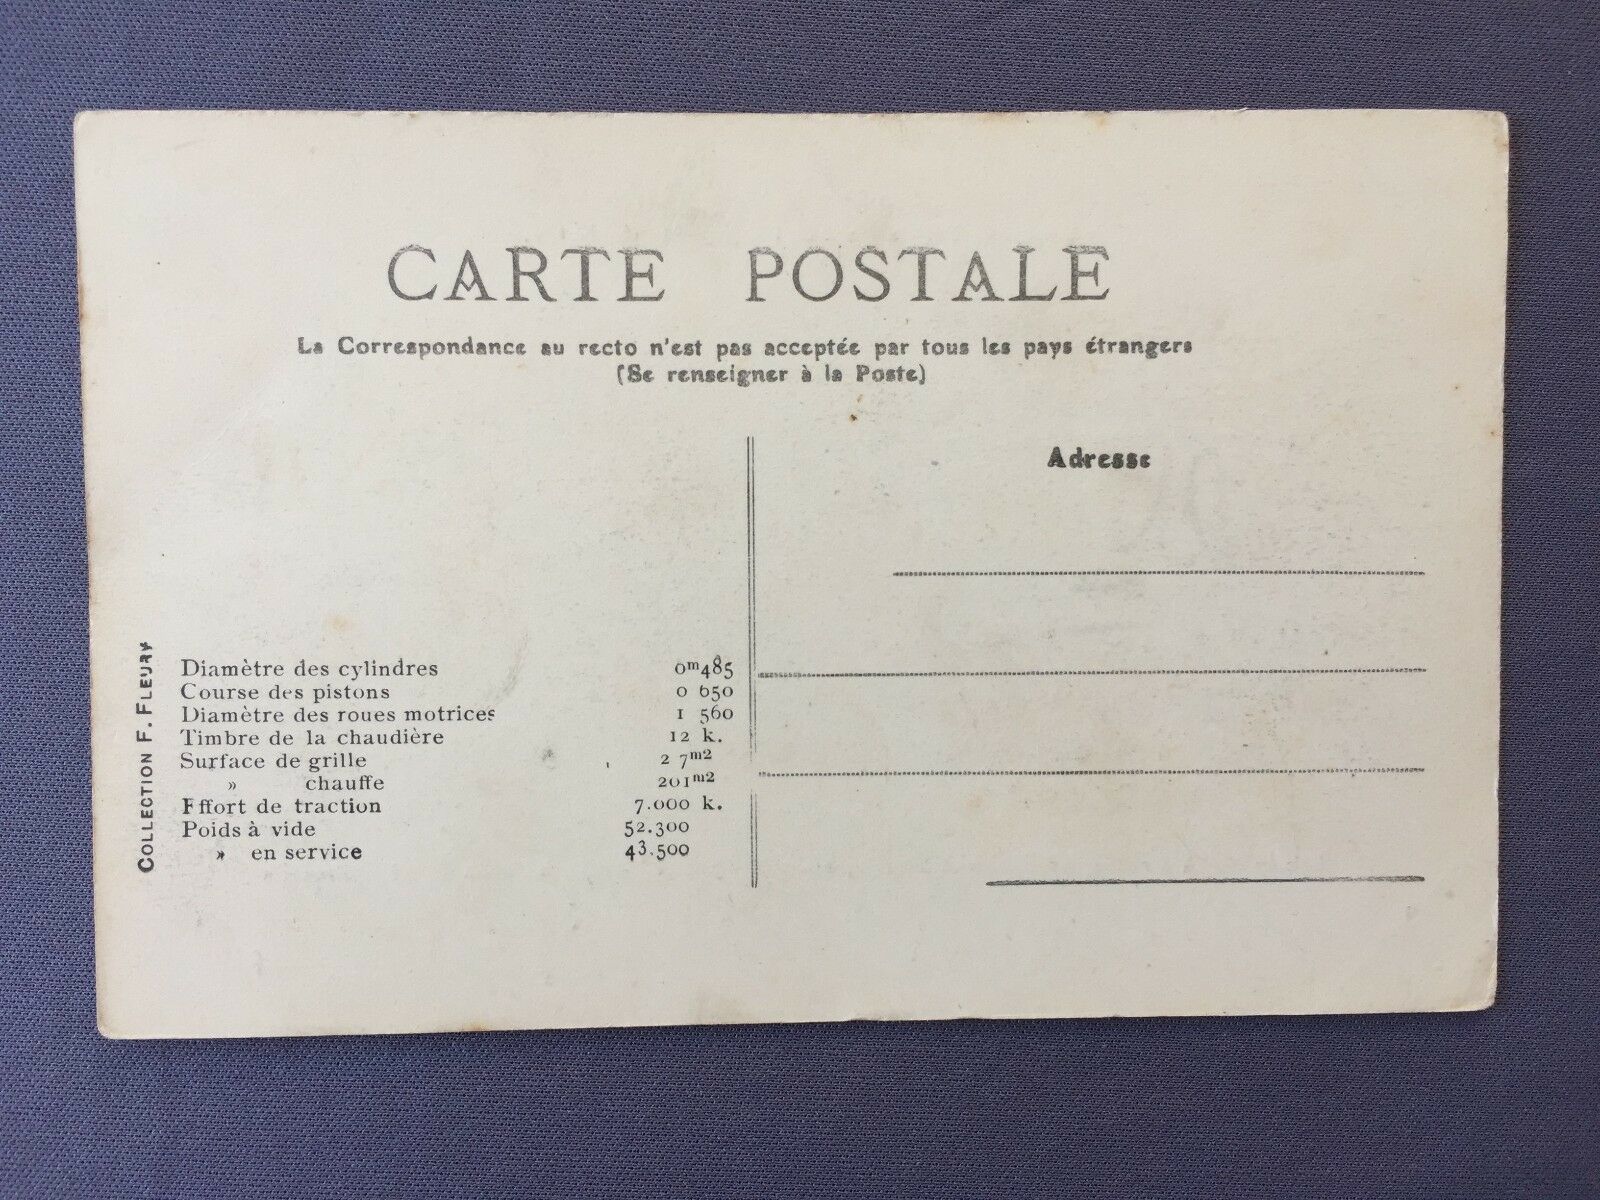 CARTE POSTALE
La Correspondance au recto n'est pas acceptée par tous les pays étrangers
(Se renseigner à la Poste)
Adresse
COLLECTION F. FLEURY
Diamètre des cylindres 0m485
Course des pistons 0 650
Diamètre des roues motrices 1 560
Timbre de la chaudière 12 k.
Surface de grille 2 7m2
» chauffe 201m2
Effort de traction 7.000 k.
Poids à vide 52.300
» en service 43.500